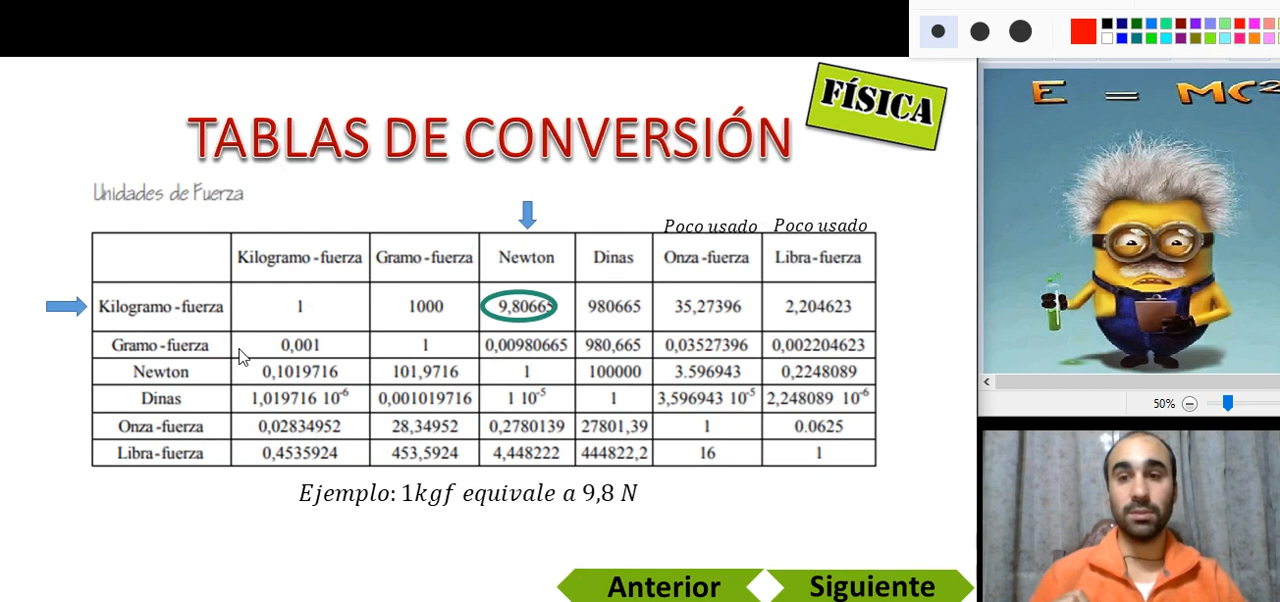 E = MC²
FÍSICA
TABLAS DE CONVERSIÓN
Unidades de Fuerza
Poco usado Poco usado
Kilogramo-fuerza Gramo-fuerza Newton Dinas Onza-fuerza Libra-fuerza
Kilogramo-fuerza 1 1000 9,80665 980665 35,27396 2,204623
Gramo-fuerza 0,001 1 0,00980665 980,665 0,03527396 0,002204623
Newton 0,1019716 101,9716 1 100000 3.596943 0,2248089
Dinas 1,019716 10⁻⁶ 0,001019716 1 10⁻⁵ 1 3,596943 10⁻⁵ 2,248089 10⁻⁶
Onza-fuerza 0,02834952 28,34952 0,2780139 27801,39 1 0.0625
Libra-fuerza 0,4535924 453,5924 4,448222 444822,2 16 1
50%
Ejemplo: 1kgf equivale a 9,8 N
Anterior Siguiente